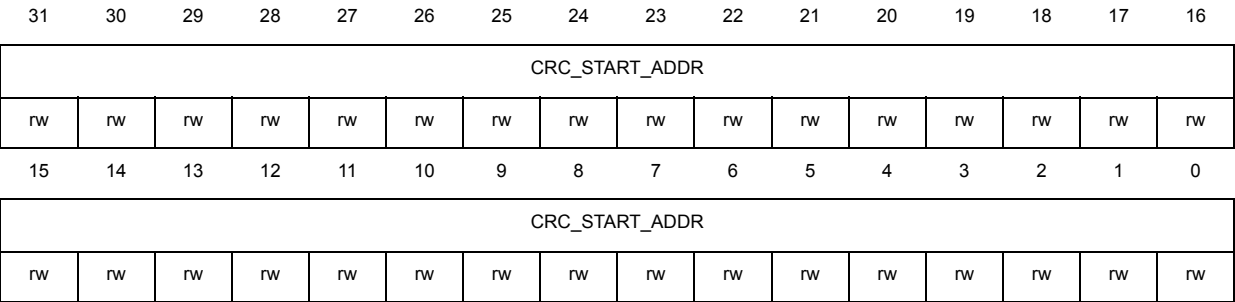 31 30 29 28 27 26 25 24 23 22 21 20 19 18 17 16
CRC_START_ADDR
rw rw rw rw rw rw rw rw rw rw rw rw rw rw rw rw
15 14 13 12 11 10 9 8 7 6 5 4 3 2 1 0
CRC_START_ADDR
rw rw rw rw rw rw rw rw rw rw rw rw rw rw rw rw